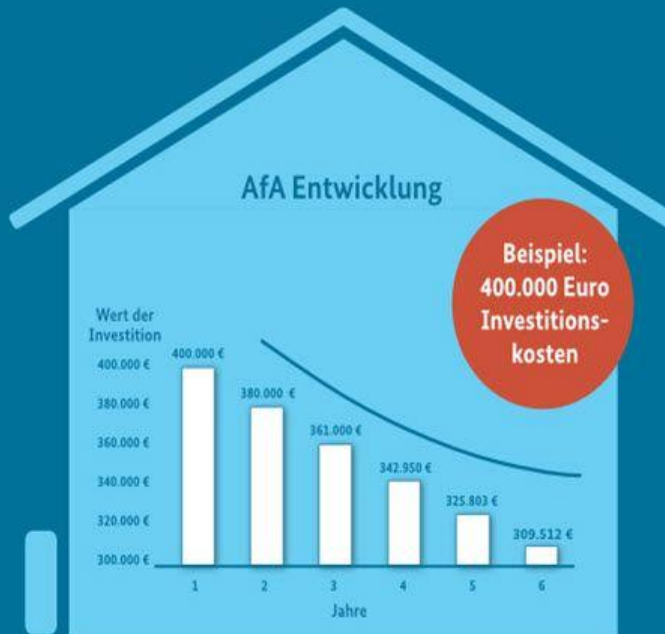 AfA Entwicklung
Beispiel:
400.000 Euro
Investitions-
kosten
Wert der
Investition
400.000 €
380.000 €
360.000 €
340.000 €
320.000 €
300.000 €
400.000 €
380.000 €
361.000 €
342.950 €
325.803 €
309.512 €
1 2 3 4 5 6
Jahre